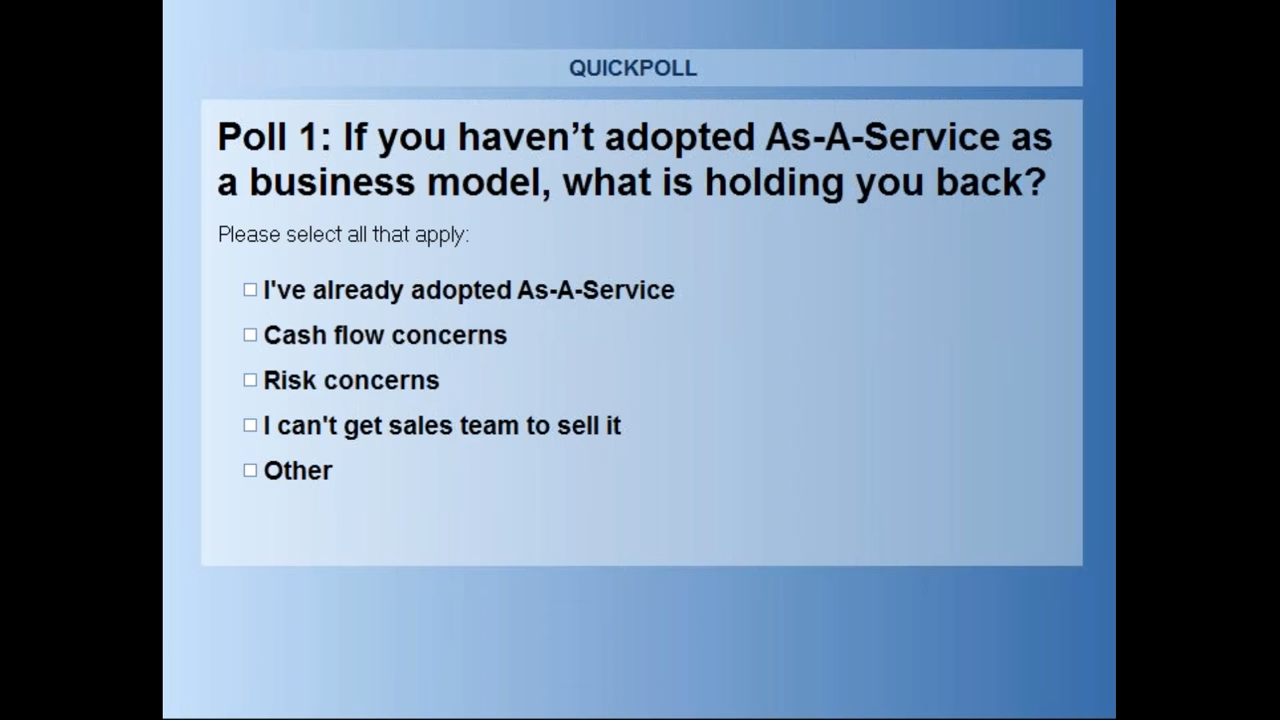 QUICKPOLL
Poll 1: If you haven’t adopted As-A-Service as
a business model, what is holding you back?
Please select all that apply:
I've already adopted As-A-Service
Cash flow concerns
Risk concerns
I can't get sales team to sell it
Other